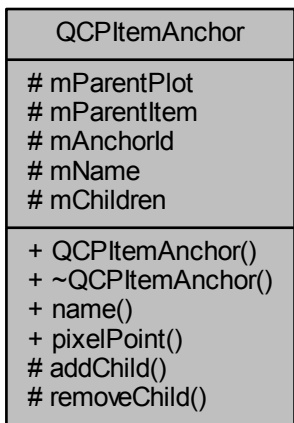 QCPItemAnchor
# mParentPlot
# mParentItem
# mAnchorId
# mName
# mChildren
+ QCPItemAnchor()
+ ~QCPItemAnchor()
+ name()
+ pixelPoint()
# addChild()
# removeChild()